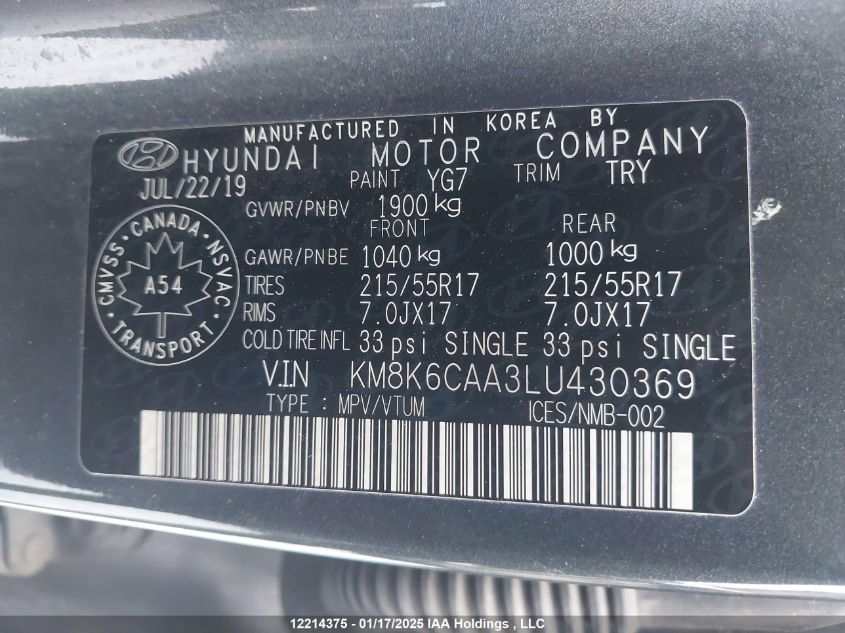 MANUFACTURED IN KOREA BY
HYUNDAI MOTOR COMPANY
JUL/22/19 PAINT YG7 TRIM TRY
GVWR/PNBV 1900 kg
FRONT REAR
GAWR/PNBE 1040 kg 1000 kg
TIRES 215/55R17 215/55R17
RIMS 7.0JX17 7.0JX17
COLD TIRE INFL 33 psi SINGLE 33 psi SINGLE
CMVSS · CANADA · NSVAC · TRANSPORT ·
A54
V.I.N KM8K6CAA3LU430369
TYPE : MPV/VTUM ICES/NMB-002
12214375 - 01/17/2025 IAA Holdings , LLC